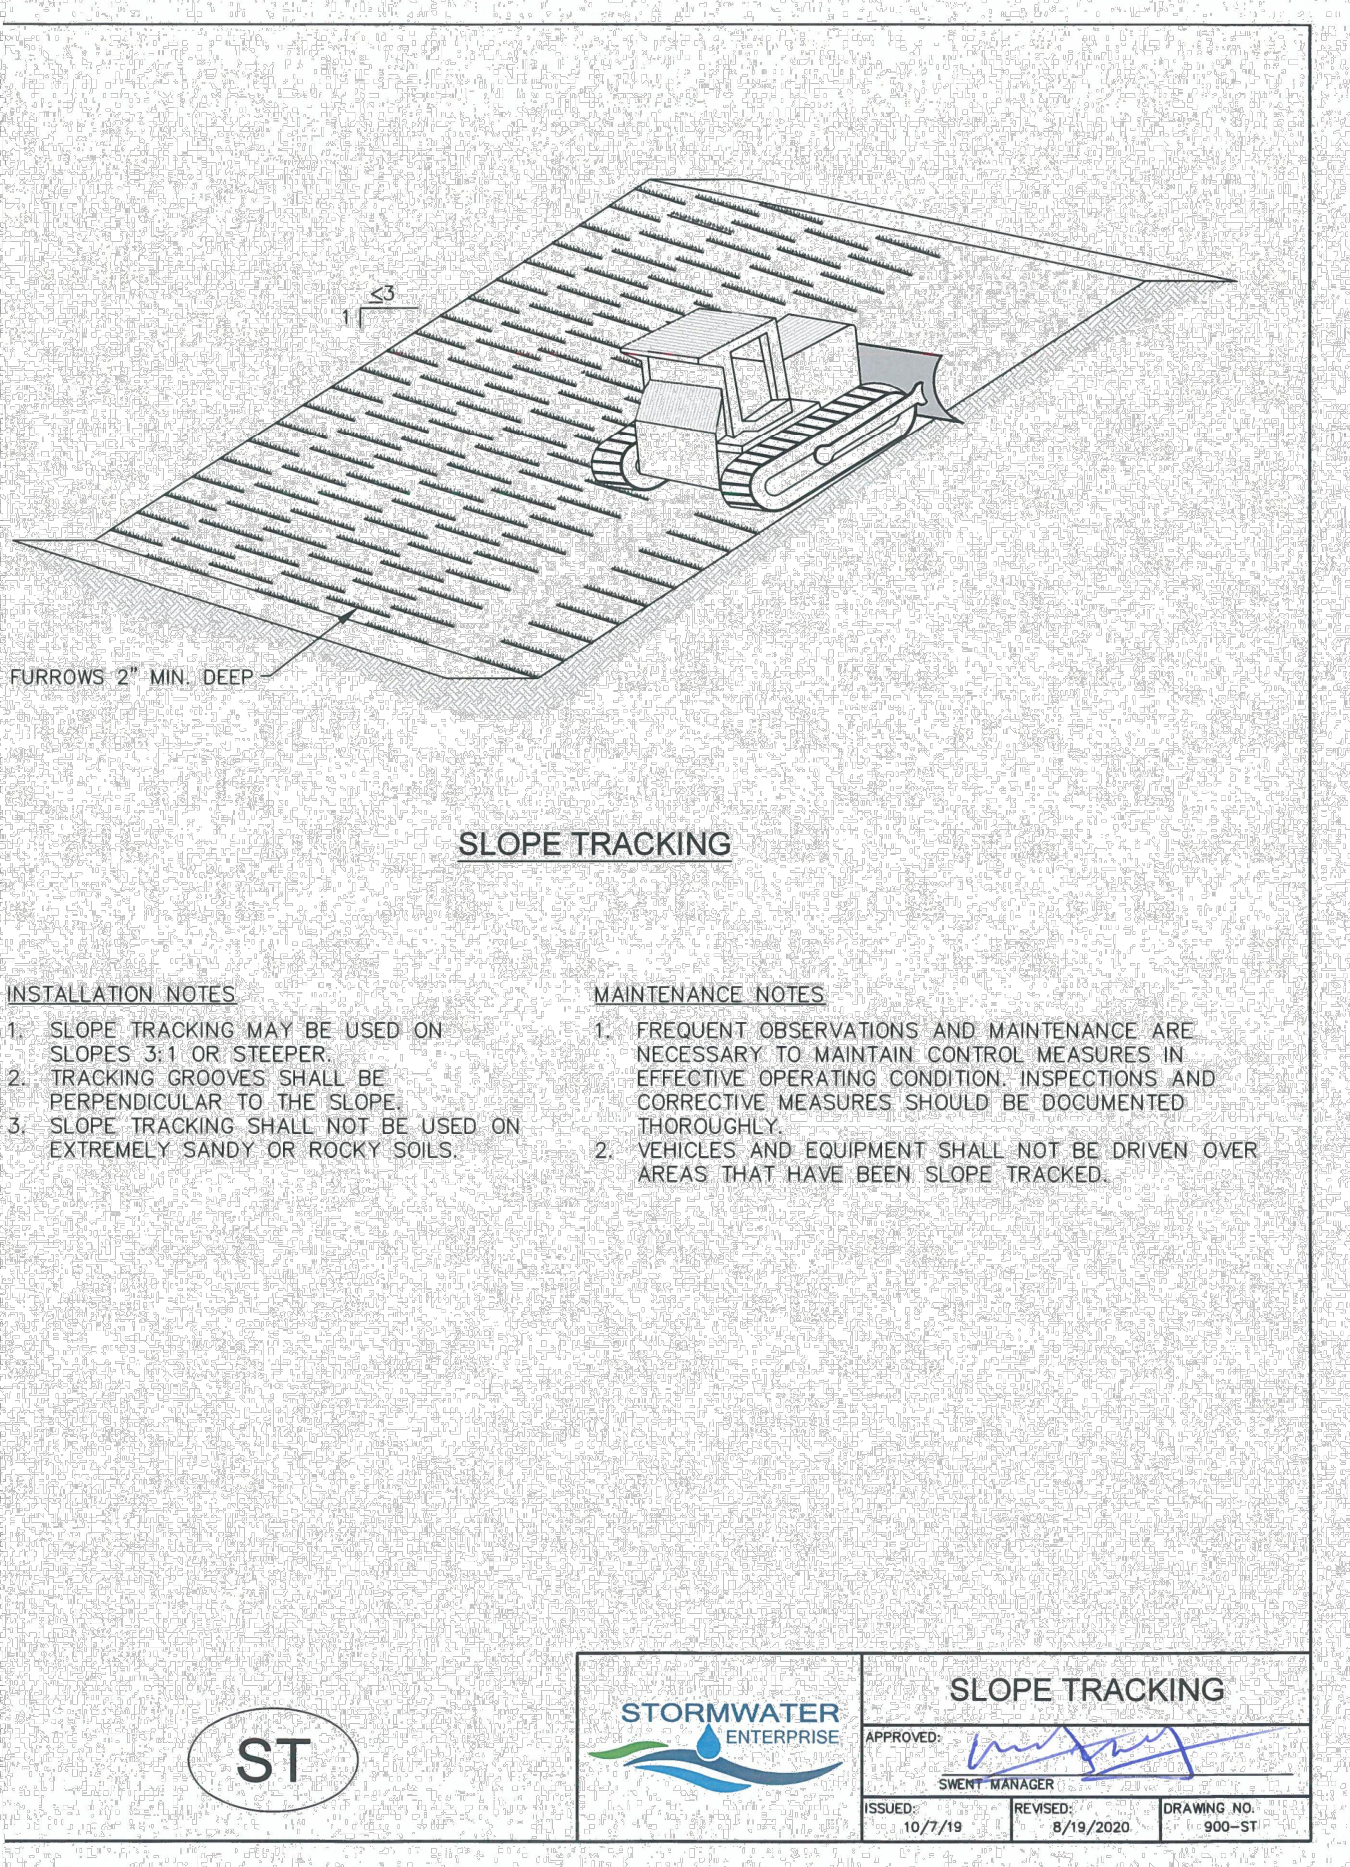 ≤3
1
FURROWS 2" MIN. DEEP
SLOPE TRACKING
INSTALLATION NOTES
1. SLOPE TRACKING MAY BE USED ON
SLOPES 3:1 OR STEEPER.
2. TRACKING GROOVES SHALL BE
PERPENDICULAR TO THE SLOPE.
3. SLOPE TRACKING SHALL NOT BE USED ON
EXTREMELY SANDY OR ROCKY SOILS.
MAINTENANCE NOTES
1. FREQUENT OBSERVATIONS AND MAINTENANCE ARE
NECESSARY TO MAINTAIN CONTROL MEASURES IN
EFFECTIVE OPERATING CONDITION. INSPECTIONS AND
CORRECTIVE MEASURES SHOULD BE DOCUMENTED
THOROUGHLY.
2. VEHICLES AND EQUIPMENT SHALL NOT BE DRIVEN OVER
AREAS THAT HAVE BEEN SLOPE TRACKED.
ST
STORMWATER
ENTERPRISE
SLOPE TRACKING
APPROVED:
SWENT MANAGER
ISSUED:
10/7/19
REVISED:
8/19/2020
DRAWING NO.
900-ST